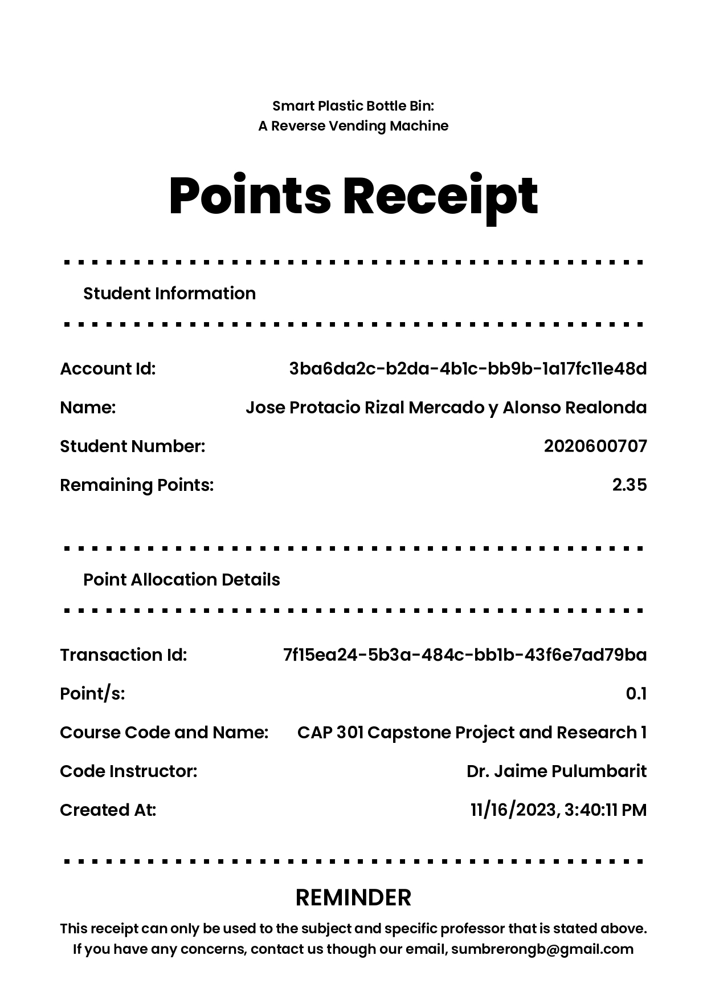 Smart Plastic Bottle Bin:
A Reverse Vending Machine
Points Receipt
Student Information
Account Id: 3ba6da2c-b2da-4b1c-bb9b-1a17fc11e48d
Name: Jose Protacio Rizal Mercado y Alonso Realonda
Student Number: 2020600707
Remaining Points: 2.35
Point Allocation Details
Transaction Id: 7f15ea24-5b3a-484c-bb1b-43f6e7ad79ba
Point/s: 0.1
Course Code and Name: CAP 301 Capstone Project and Research 1
Code Instructor: Dr. Jaime Pulumbarit
Created At: 11/16/2023, 3:40:11 PM
REMINDER
This receipt can only be used to the subject and specific professor that is stated above.
If you have any concerns, contact us though our email, sumbrerongb@gmail.com